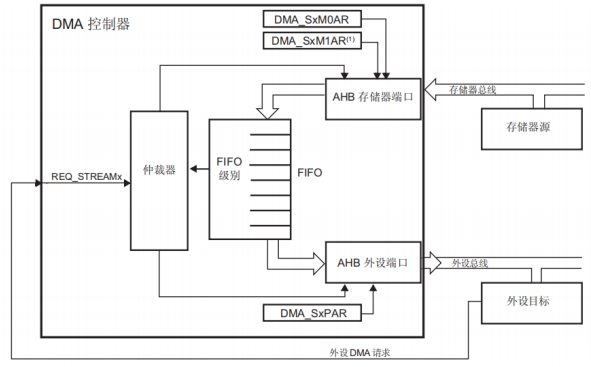 DMA 控制器
DMA_SxM0AR
DMA_SxM1AR(1)
AHB 存储器端口
存储器总线
存储器源
仲裁器
FIFO
级别
FIFO
REQ_STREAMx
AHB 外设端口
外设总线
外设目标
DMA_SxPAR
外设 DMA 请求